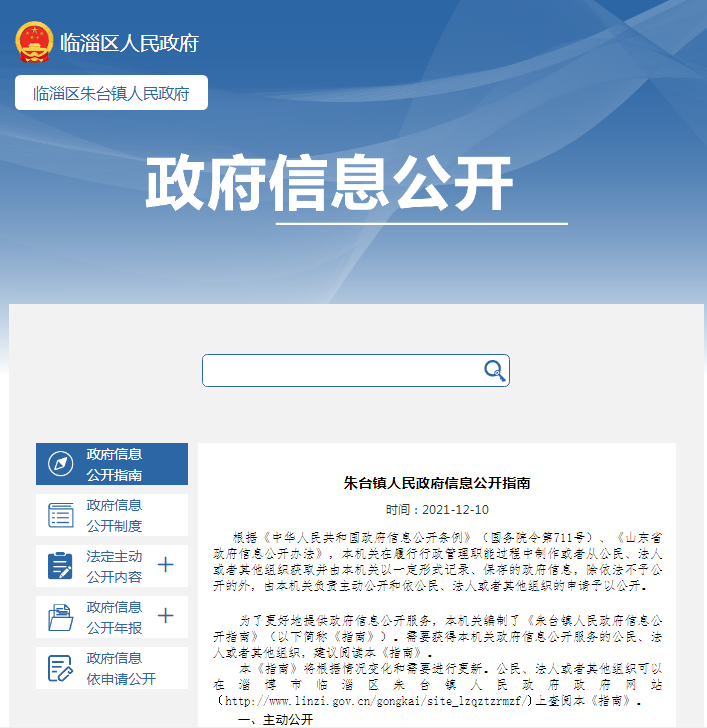 临淄区人民政府
临淄区朱台镇人民政府
政府信息公开
政府信息
公开指南
政府信息
公开制度
法定主动
公开内容
政府信息
公开年报
政府信息
依申请公开
朱台镇人民政府信息公开指南
时间：2021-12-10
根据《中华人民共和国政府信息公开条例》（国务院令第711号）、《山东省
政府信息公开办法》，本机关在履行行政管理职能过程中制作或者从公民、法人
或者其他组织获取并由本机关以一定形式记录、保存的政府信息，除依法不予公
开的外，由本机关负责主动公开和依公民、法人或者其他组织的申请予以公开。
为了更好地提供政府信息公开服务，本机关编制了《朱台镇人民政府信息公
开指南》（以下简称《指南》）。需要获得本机关政府信息公开服务的公民、法
人或者其他组织，建议阅读本《指南》。
本《指南》将根据情况变化和需要进行更新。公民、法人或者其他组织可以
在淄博市临淄区朱台镇人民政府政府网站
（http://www.linzi.gov.cn/gongkai/site_lzqztzrmzf/)上查阅本《指南》。
一、主动公开